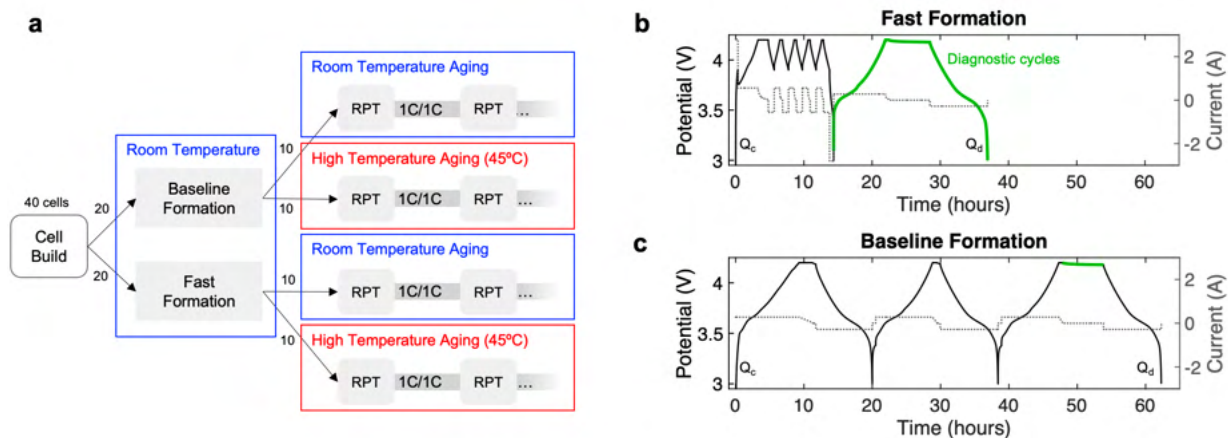 a
40 cells
Cell
Build
20
20
Room Temperature
Baseline
Formation
Fast
Formation
10
10
10
10
Room Temperature Aging
RPT
1C/1C
RPT
...
High Temperature Aging (45ºC)
RPT
1C/1C
RPT
...
Room Temperature Aging
RPT
1C/1C
RPT
...
High Temperature Aging (45ºC)
RPT
1C/1C
RPT
...
b
Fast Formation
Potential (V)
4
3.5
3
Diagnostic cycles
Qc
Qd
2
0
-2
Current (A)
0 10 20 30 40 50 60
Time (hours)
c
Baseline Formation
Potential (V)
4
3.5
3
Qc
Qd
2
0
-2
Current (A)
0 10 20 30 40 50 60
Time (hours)